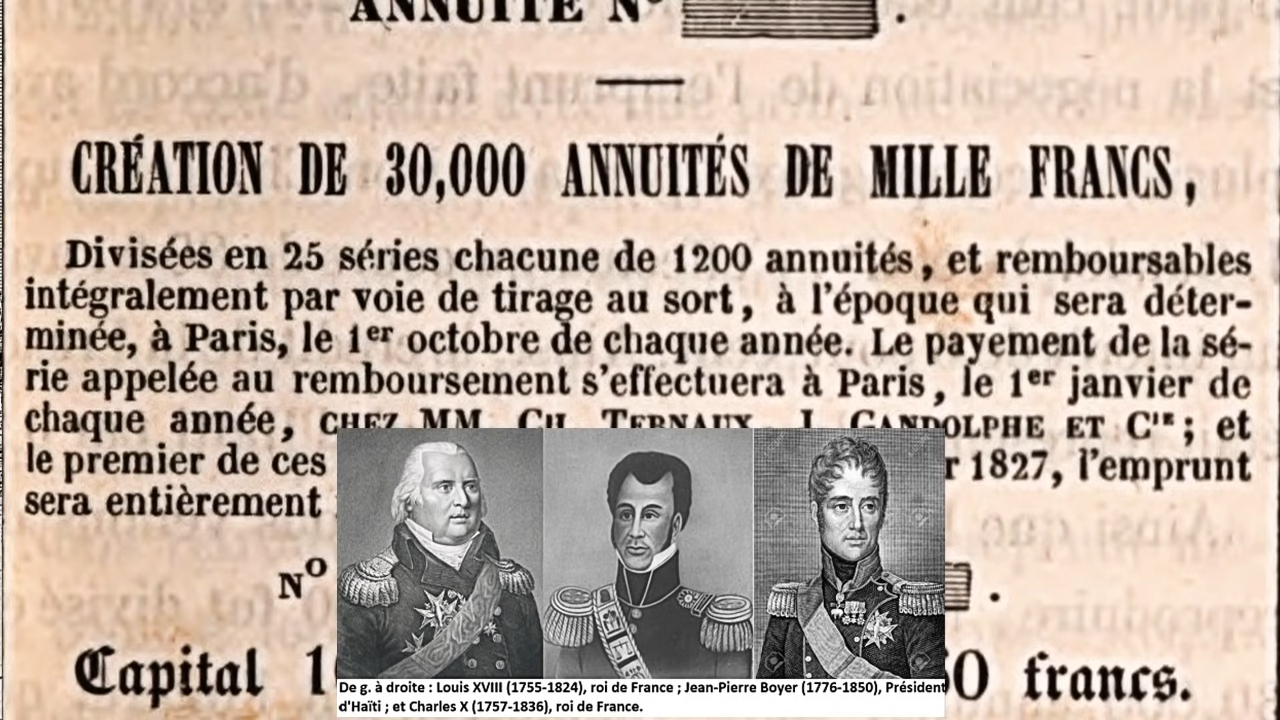 ANNUITÉ N°
CRÉATION DE 30,000 ANNUITÉS DE MILLE FRANCS,
Divisées en 25 séries chacune de 1200 annuités, et remboursables
intégralement par voie de tirage au sort, à l'époque qui sera déter-
minée, à Paris, le 1er octobre de chaque année. Le payement de la sé-
rie appelée au remboursement s'effectuera à Paris, le 1er janvier de
chaque année, CHEZ MM. CH. TERNAUX, J. GANDOLPHE ET Cie; et
le premier de ces r 1827, l'emprunt
sera entièrement
N°
.
Capital 1 0 francs.
De g. à droite : Louis XVIII (1755-1824), roi de France ; Jean-Pierre Boyer (1776-1850), Président
d'Haïti ; et Charles X (1757-1836), roi de France.